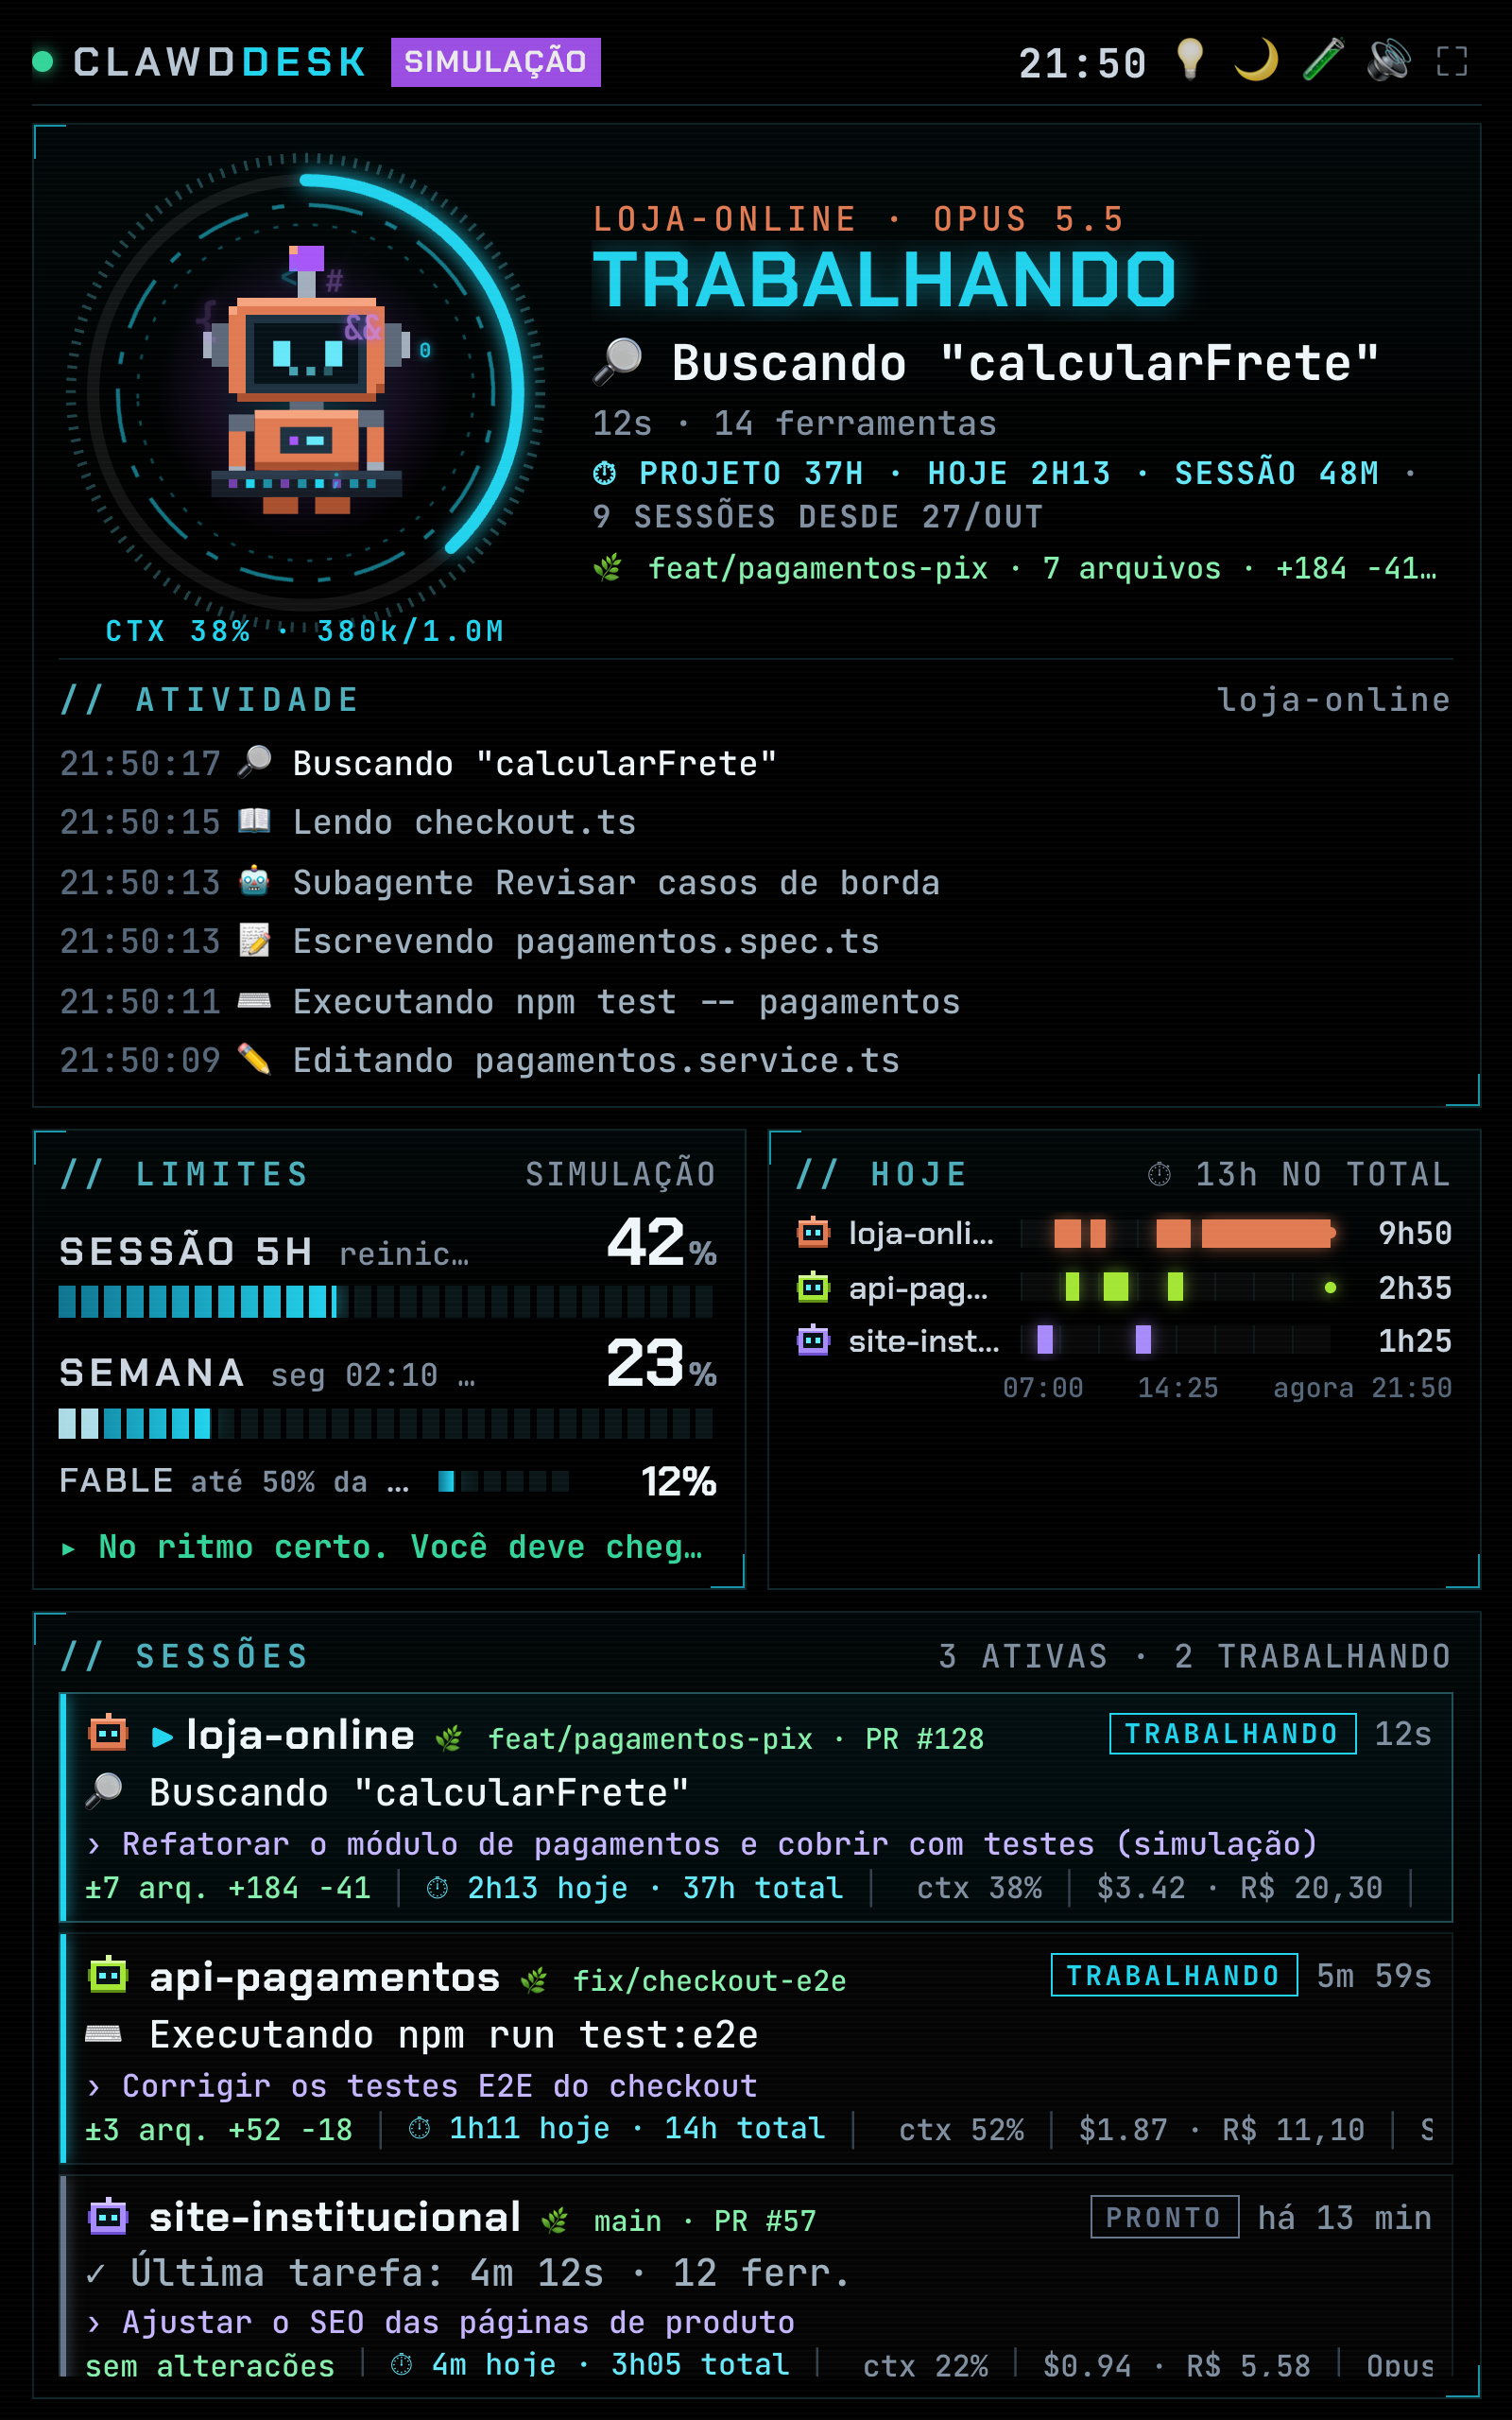 CLAWDDESK SIMULAÇÃO 21:50
LOJA-ONLINE · OPUS 5.5
TRABALHANDO
Buscando "calcularFrete"
12s · 14 ferramentas
PROJETO 37H · HOJE 2H13 · SESSÃO 48M ·
9 SESSÕES DESDE 27/OUT
feat/pagamentos-pix · 7 arquivos · +184 -41…
< # { && 0 ;
CTX 38% · 380k/1.0M
// ATIVIDADE loja-online
21:50:17 Buscando "calcularFrete"
21:50:15 Lendo checkout.ts
21:50:13 Subagente Revisar casos de borda
21:50:13 Escrevendo pagamentos.spec.ts
21:50:11 Executando npm test -- pagamentos
21:50:09 Editando pagamentos.service.ts
// LIMITES SIMULAÇÃO
SESSÃO 5H reinic… 42%
SEMANA seg 02:10 … 23%
FABLE até 50% da … 12%
▸ No ritmo certo. Você deve cheg…
// HOJE ⏱ 13h NO TOTAL
loja-onli… 9h50
api-pag… 2h35
site-inst… 1h25
07:00 14:25 agora 21:50
// SESSÕES 3 ATIVAS · 2 TRABALHANDO
▶ loja-online feat/pagamentos-pix · PR #128 TRABALHANDO 12s
Buscando "calcularFrete"
› Refatorar o módulo de pagamentos e cobrir com testes (simulação)
±7 arq. +184 -41 ⏱ 2h13 hoje · 37h total ctx 38% $3.42 · R$ 20,30
api-pagamentos fix/checkout-e2e TRABALHANDO 5m 59s
Executando npm run test:e2e
› Corrigir os testes E2E do checkout
±3 arq. +52 -18 ⏱ 1h11 hoje · 14h total ctx 52% $1.87 · R$ 11,10
site-institucional main · PR #57 PRONTO há 13 min
✓ Última tarefa: 4m 12s · 12 ferr.
› Ajustar o SEO das páginas de produto
sem alterações ⏱ 4m hoje · 3h05 total ctx 22% $0.94 · R$ 5,58 Opus